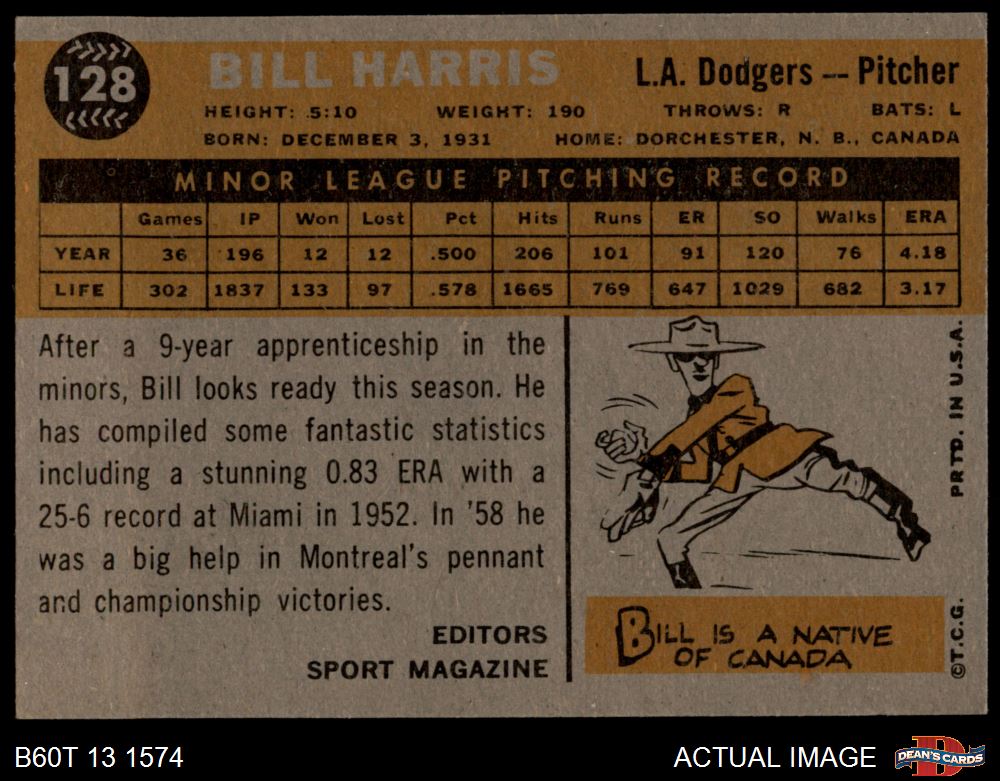 128
BILL HARRIS
L.A. Dodgers — Pitcher
HEIGHT: 5:10 WEIGHT: 190 THROWS: R BATS: L
BORN: DECEMBER 3, 1931 HOME: DORCHESTER, N. B., CANADA
MINOR LEAGUE PITCHING RECORD
Games IP Won Lost Pct Hits Runs ER SO Walks ERA
YEAR 36 196 12 12 .500 206 101 91 120 76 4.18
LIFE 302 1837 133 97 .578 1665 769 647 1029 682 3.17
After a 9-year apprenticeship in the
minors, Bill looks ready this season. He
has compiled some fantastic statistics
including a stunning 0.83 ERA with a
25-6 record at Miami in 1952. In '58 he
was a big help in Montreal's pennant
and championship victories.
EDITORS
SPORT MAGAZINE
BILL IS A NATIVE
OF CANADA
©T.C.G. PRTD. IN U.S.A.
B60T 13 1574
ACTUAL IMAGE
D
DEAN'S CARDS